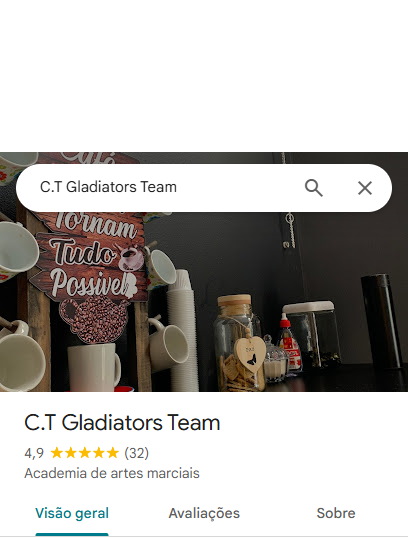 C.T Gladiators Team
Café
Tornam
Tudo
Possível
C.T Gladiators Team
4,9 (32)
Academia de artes marciais
Visão geral Avaliações Sobre